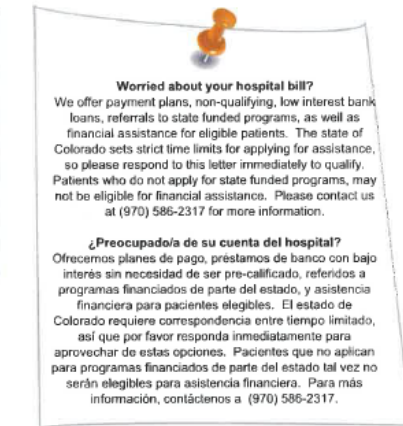 Worried about your hospital bill?
We offer payment plans, non-qualifying, low interest bank
loans, referrals to state funded programs, as well as
financial assistance for eligible patients. The state of
Colorado sets strict time limits for applying for assistance,
so please respond to this letter immediately to qualify.
Patients who do not apply for state funded programs, may
not be eligible for financial assistance. Please contact us
at (970) 586-2317 for more information.
¿Preocupado/a de su cuenta del hospital?
Ofrecemos planes de pago, préstamos de banco con bajo
interés sin necesidad de ser pre-calificado, referidos a
programas financiados de parte del estado, y asistencia
financiera para pacientes elegibles. El estado de
Colorado requiere correspondencia entre tiempo limitado,
así que por favor responda inmediatamente para
aprovechar de estas opciones. Pacientes que no aplican
para programas financiados de parte del estado tal vez no
serán elegibles para asistencia financiera. Para más
información, contáctenos a (970) 586-2317.